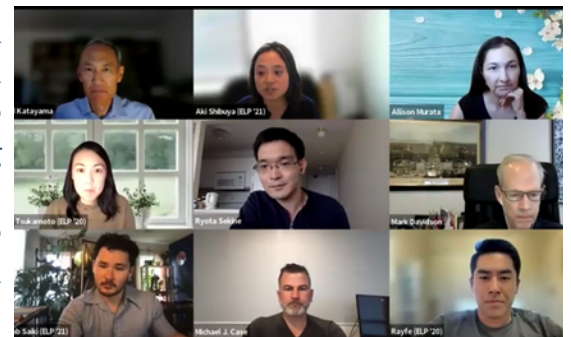 Katayama
Aki Shibuya (ELP '21)
Allison Murata
Tsukamoto (ELP '20)
Ryota Sekine
Mark Davidson
ob Saiki (ELP '21)
Michael J. Case
Rayfe (ELP '20)